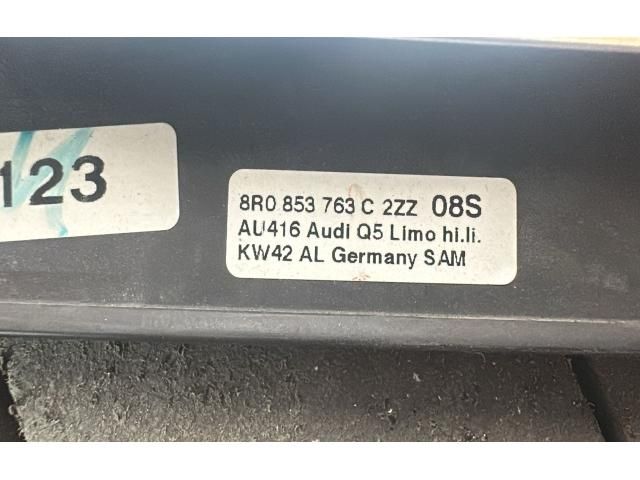 123
8R0 853 763 C 2ZZ 08S
AU416 Audi Q5 Limo hi.li.
KW42 AL Germany SAM